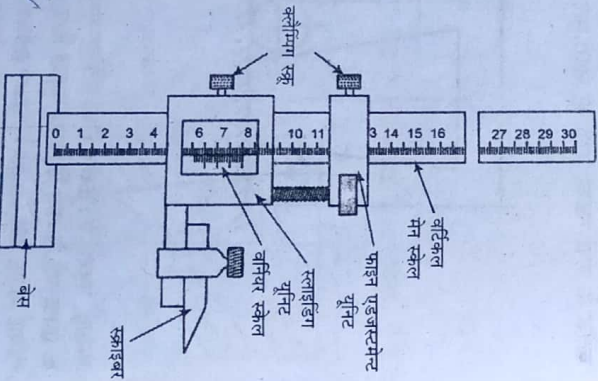 क्लैम्पिंग स्क्रू
0 1 2 3 4
6 7 8
10 11
3 14 15 16
27 28 29 30
वर्टिकल
मेन स्केल
फाइन एडजस्टमेन्ट
यूनिट
स्लाइडिंग
यूनिट
वर्नियर स्केल
स्क्राइबर
बेस